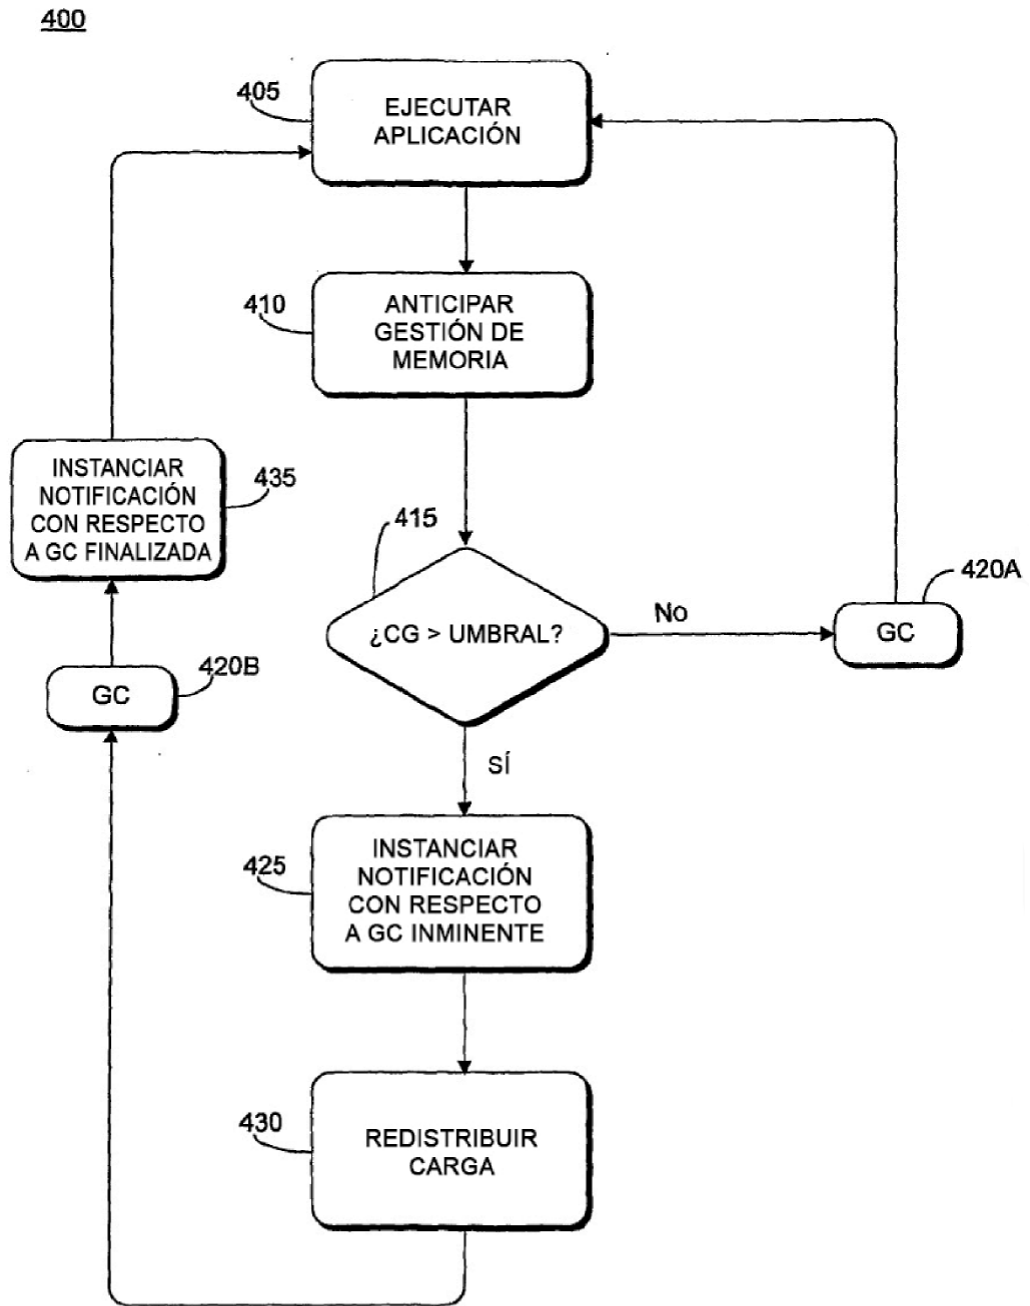 400
405
EJECUTAR
APLICACIÓN
410
ANTICIPAR
GESTIÓN DE
MEMORIA
INSTANCIAR
NOTIFICACIÓN
CON RESPECTO
A GC FINALIZADA
435
415
¿CG > UMBRAL?
No
420A
GC
420B
GC
SÍ
425
INSTANCIAR
NOTIFICACIÓN
CON RESPECTO
A GC INMINENTE
430
REDISTRIBUIR
CARGA